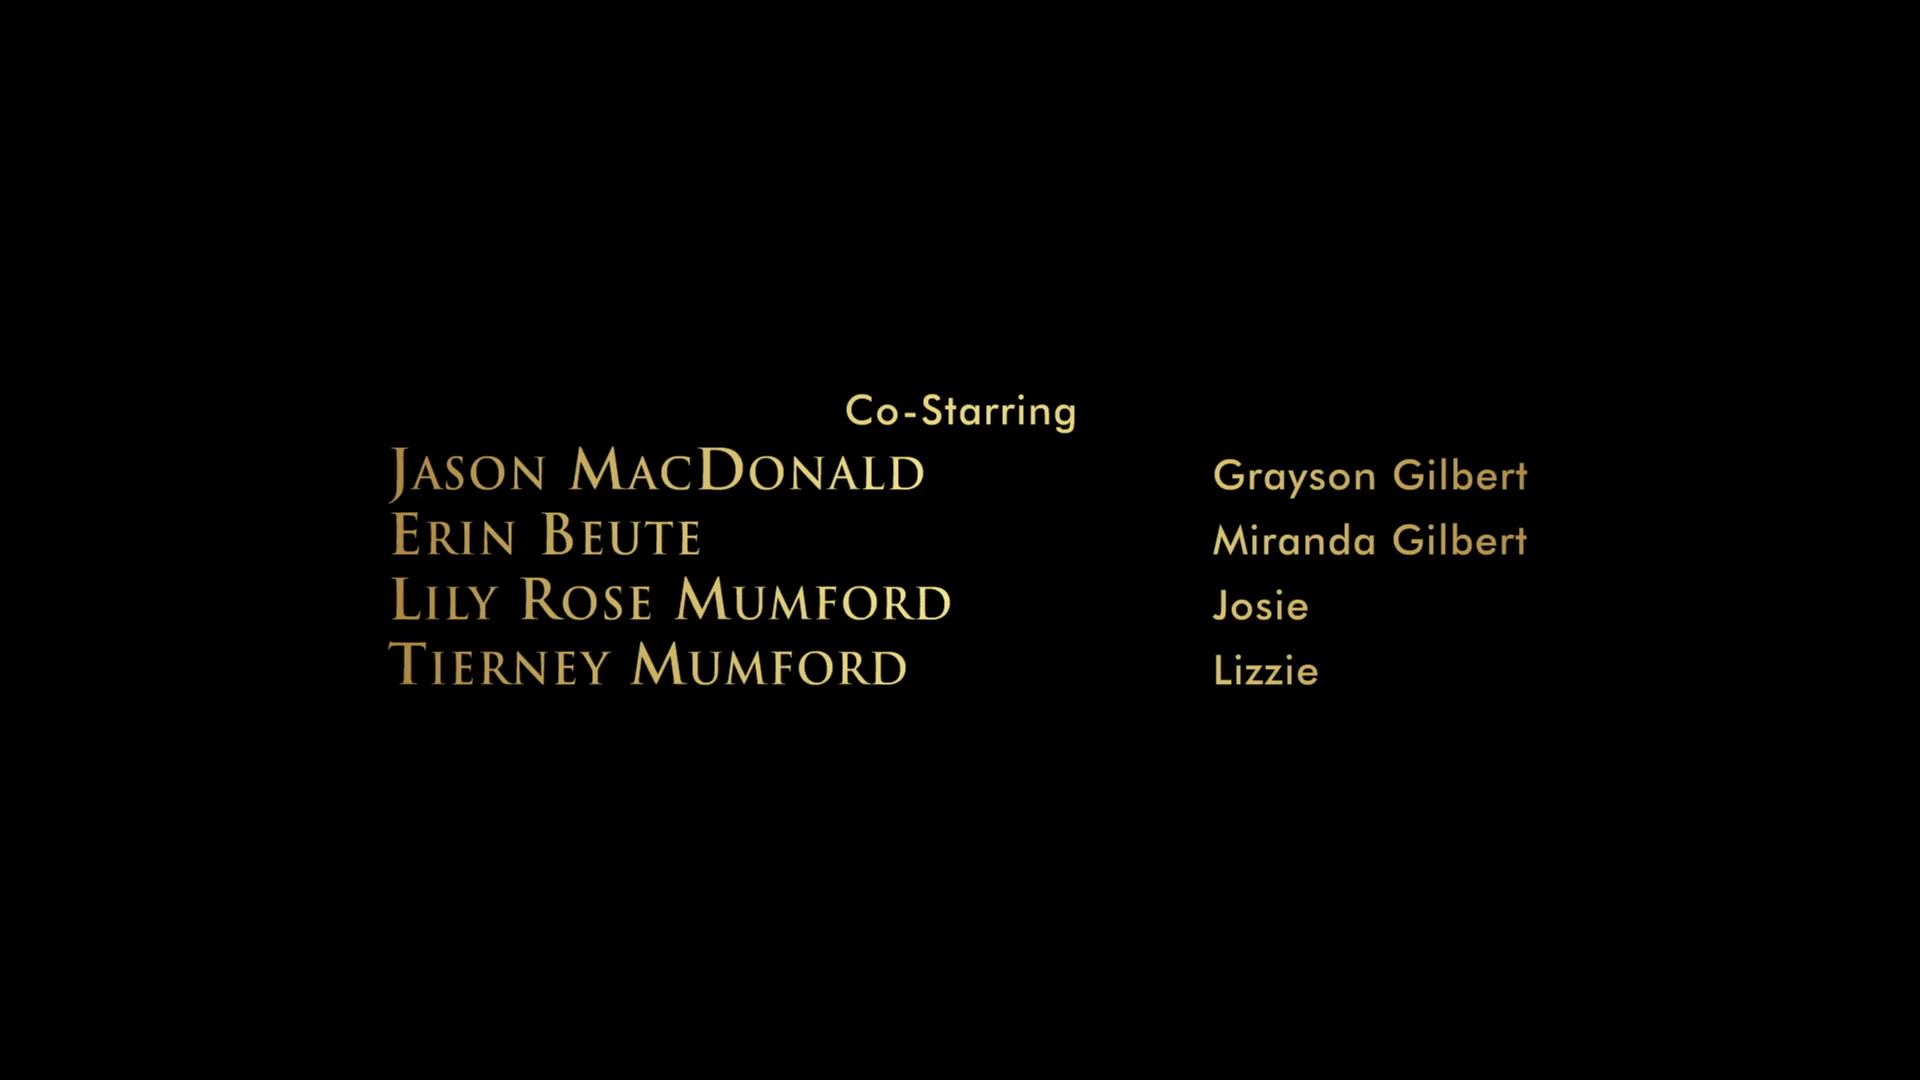 Co-Starring
Jason MacDonald Grayson Gilbert
Erin Beute Miranda Gilbert
Lily Rose Mumford Josie
Tierney Mumford Lizzie